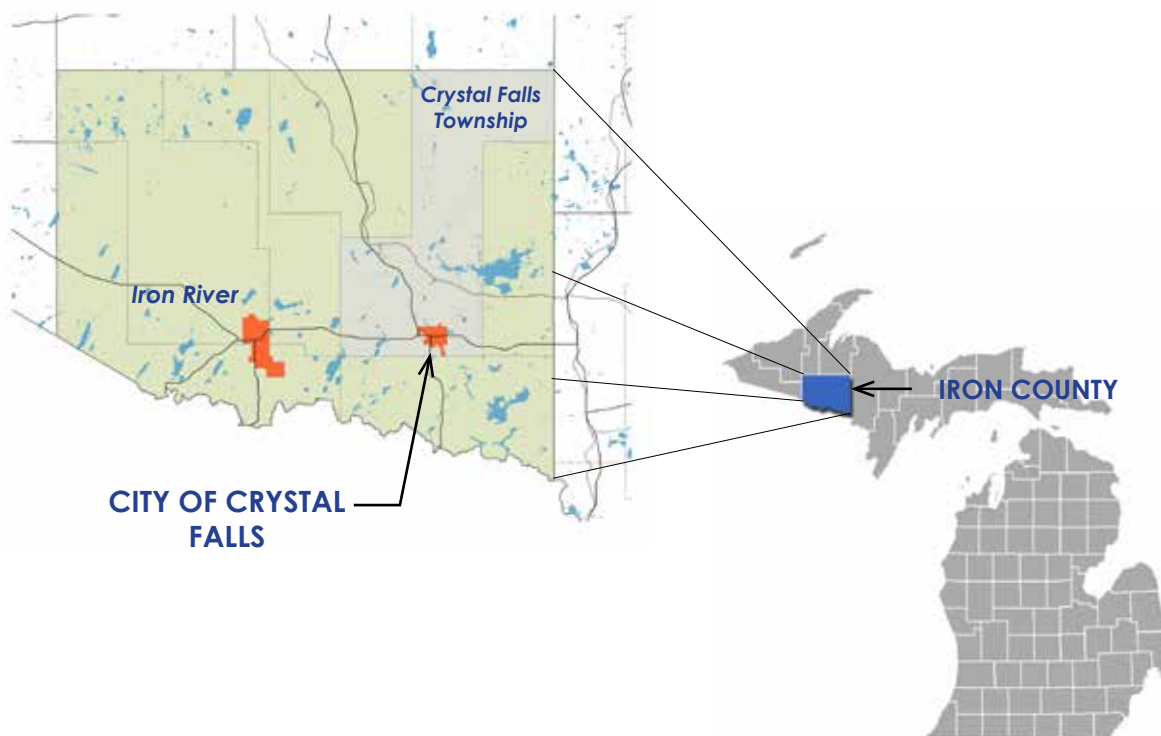 Crystal Falls
Township
Iron River
IRON COUNTY
CITY OF CRYSTAL
FALLS